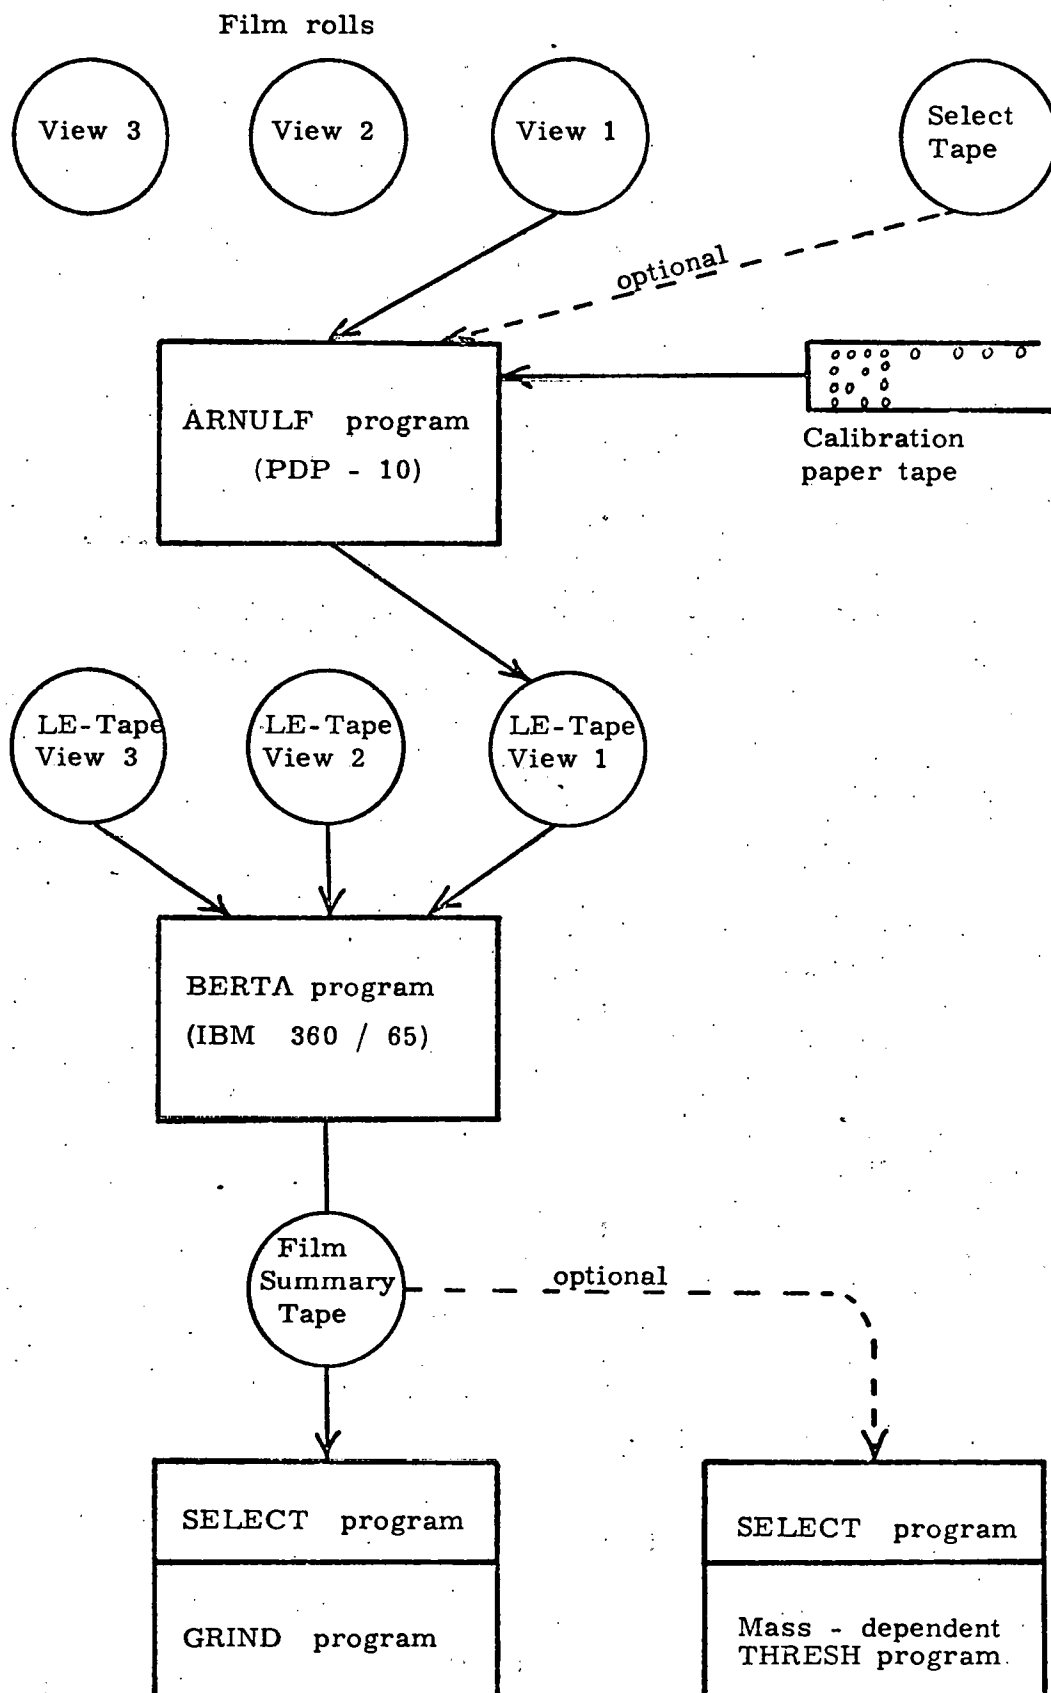 Film rolls
View 3
View 2
View 1
Select
Tape
optional
ARNULF program
(PDP - 10)
Calibration
paper tape
LE-Tape
View 3
LE-Tape
View 2
LE-Tape
View 1
BERTA program
(IBM 360 / 65)
Film
Summary
Tape
optional
SELECT program
GRIND program
SELECT program
Mass - dependent
THRESH program